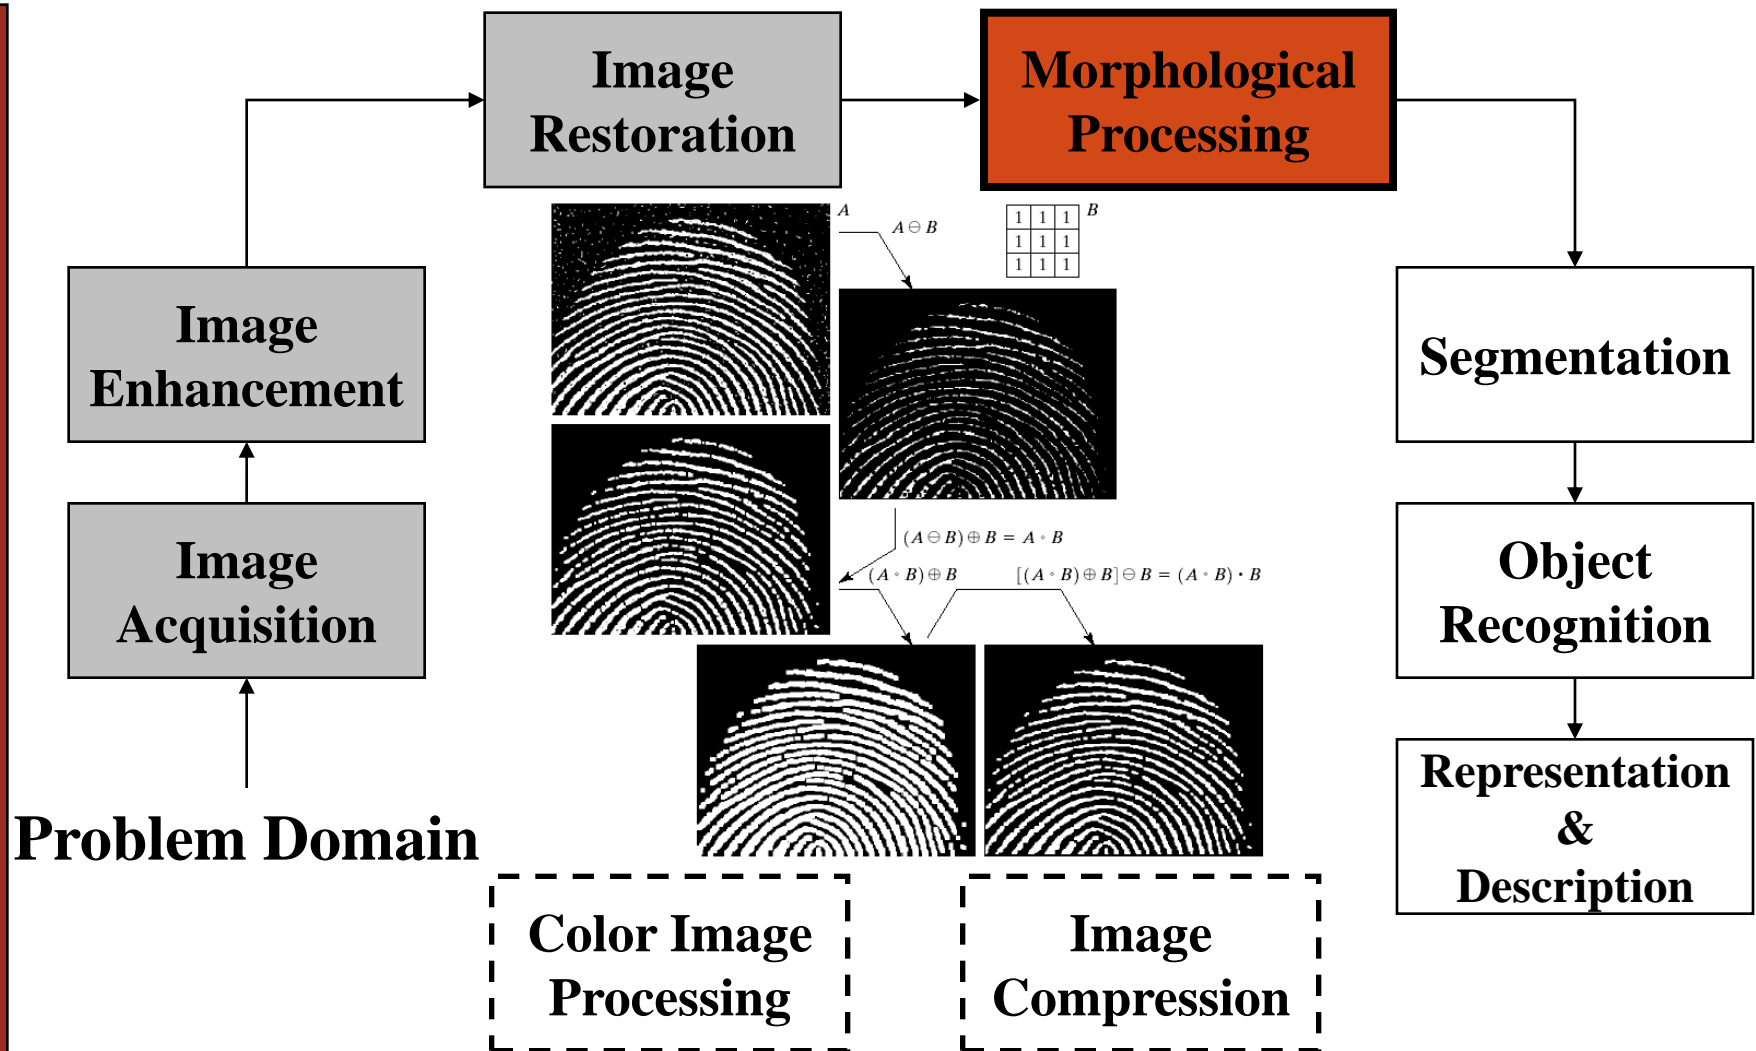 Image
Restoration
Morphological
Processing
A
A ⊖ B
1 1 1
1 1 1
1 1 1
B
Image
Enhancement
Segmentation
(A ⊖ B) ⊕ B = A ∘ B
(A ∘ B) ⊕ B
[(A ∘ B) ⊕ B] ⊖ B = (A ∘ B) • B
Image
Acquisition
Object
Recognition
Problem Domain
Representation
&
Description
Color Image
Processing
Image
Compression